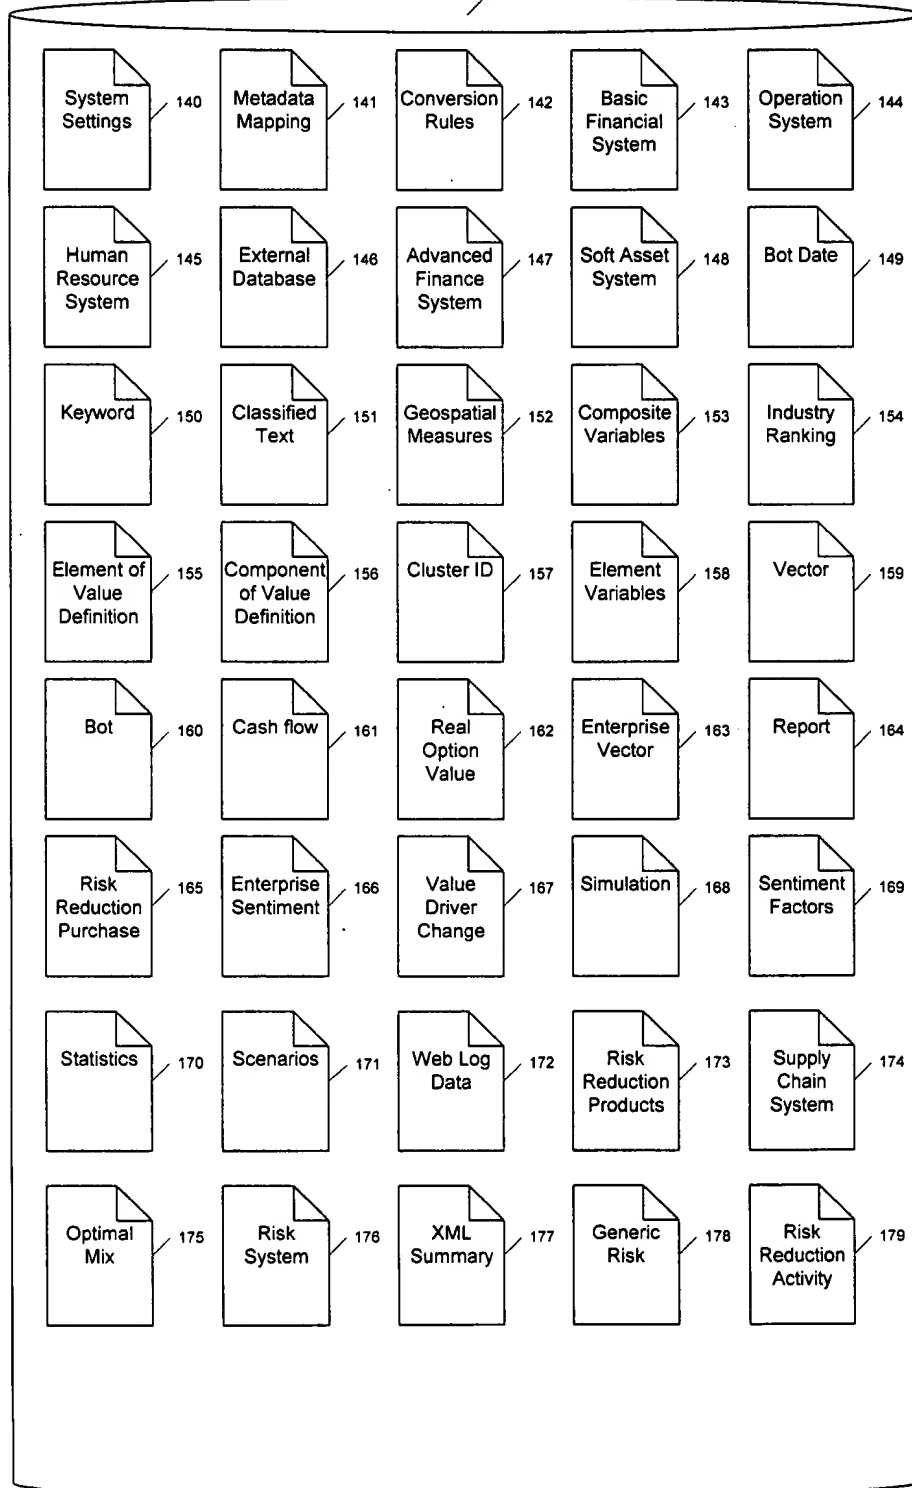 System
Settings
140
Metadata
Mapping
141
Conversion
Rules
142
Basic
Financial
System
143
Operation
System
144
Human
Resource
System
145
External
Database
146
Advanced
Finance
System
147
Soft Asset
System
148
Bot Date
149
Keyword
150
Classified
Text
151
Geospatial
Measures
152
Composite
Variables
153
Industry
Ranking
154
Element of
Value
Definition
155
Component
of Value
Definition
156
Cluster ID
157
Element
Variables
158
Vector
159
Bot
160
Cash flow
161
Real
Option
Value
162
Enterprise
Vector
163
Report
164
Risk
Reduction
Purchase
165
Enterprise
Sentiment
166
Value
Driver
Change
167
Simulation
168
Sentiment
Factors
169
Statistics
170
Scenarios
171
Web Log
Data
172
Risk
Reduction
Products
173
Supply
Chain
System
174
Optimal
Mix
175
Risk
System
176
XML
Summary
177
Generic
Risk
178
Risk
Reduction
Activity
179